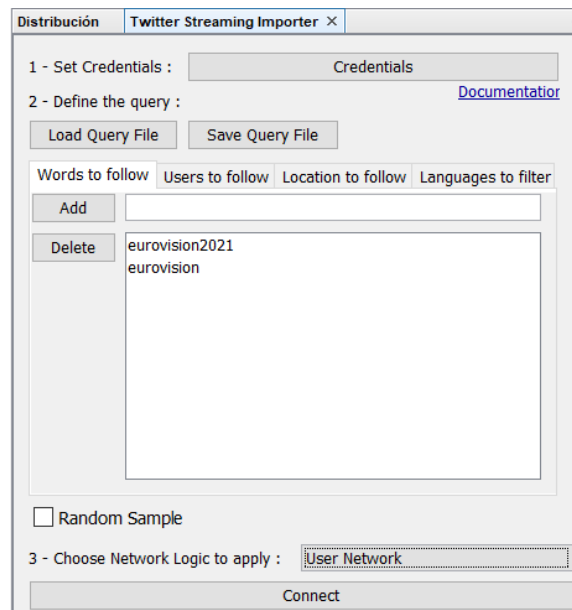 Distribución Twitter Streaming Importer ×
1 - Set Credentials : Credentials
Documentation
2 - Define the query :
Load Query File Save Query File
Words to follow Users to follow Location to follow Languages to filter
Add
Delete
eurovision2021
eurovision
Random Sample
3 - Choose Network Logic to apply : User Network
Connect